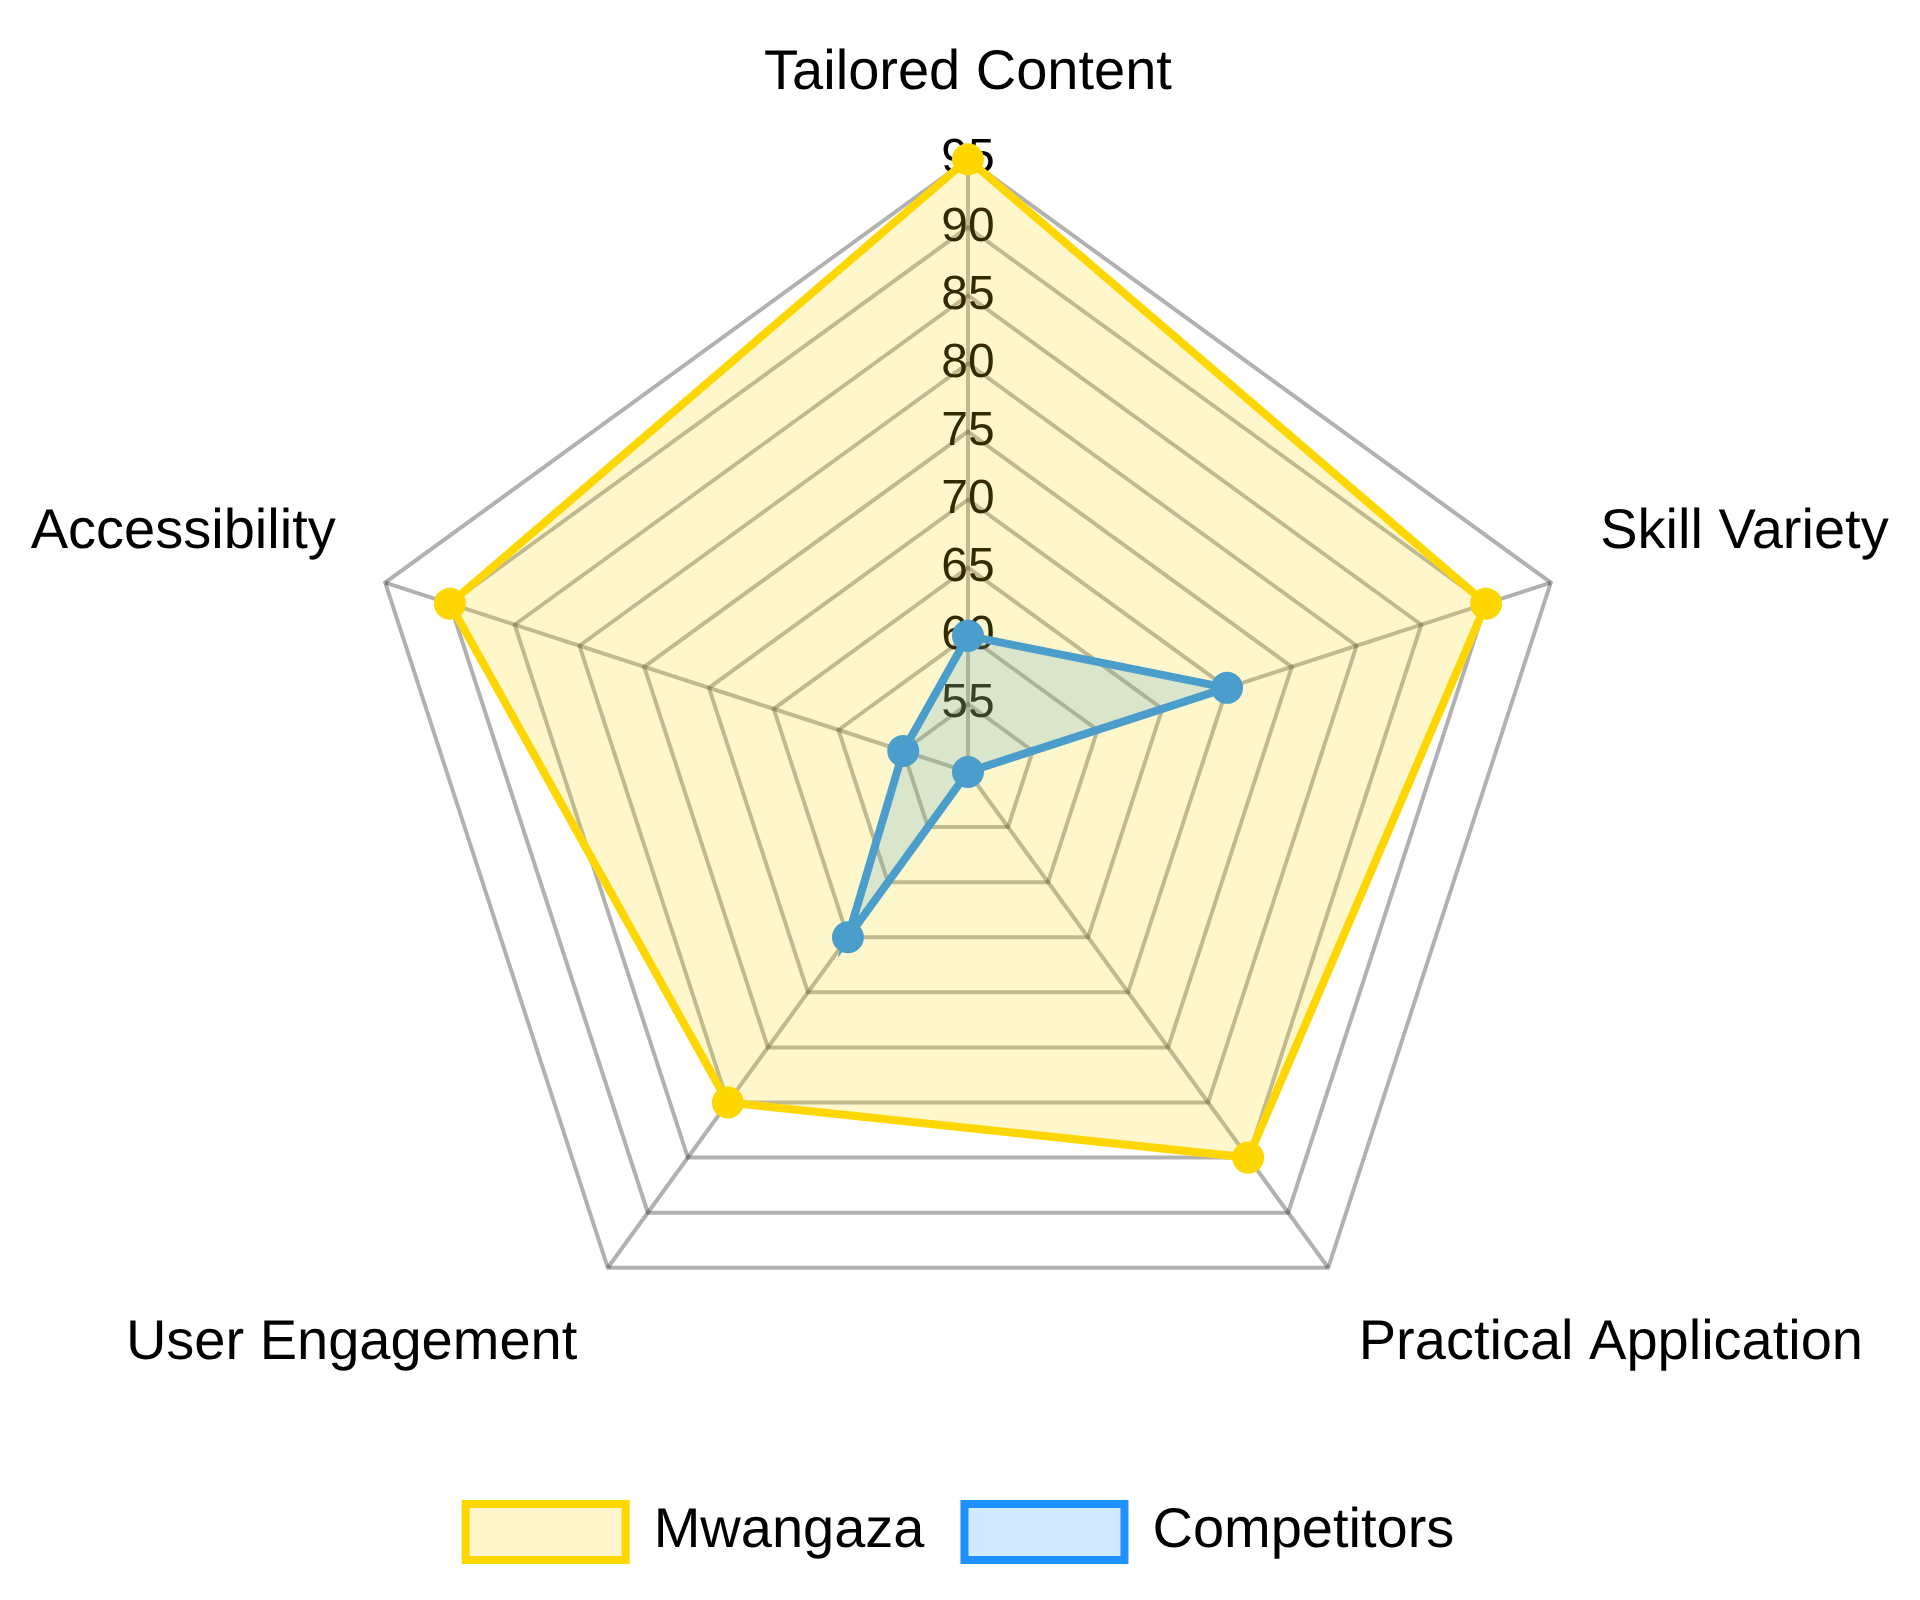 Tailored Content
95
90
85
80
75
70
65
60
55
Accessibility
Skill Variety
User Engagement
Practical Application
Mwangaza
Competitors